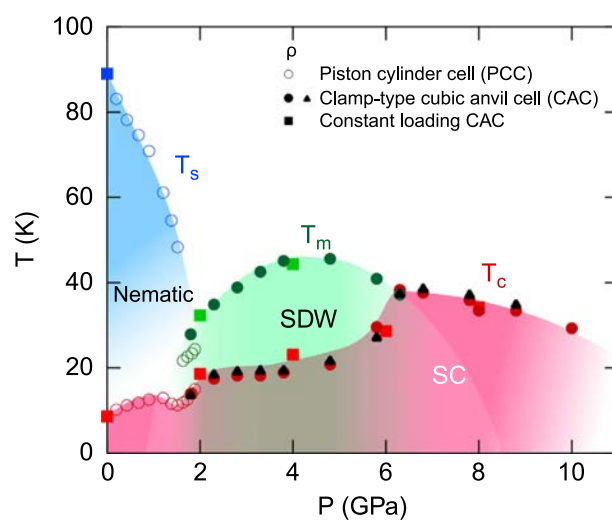 100
80
60
40
20
0
T (K)
0
2
4
6
8
10
P (GPa)
ρ
Piston cylinder cell (PCC)
Clamp-type cubic anvil cell (CAC)
Constant loading CAC
Ts
Tm
Tc
Nematic
SDW
SC